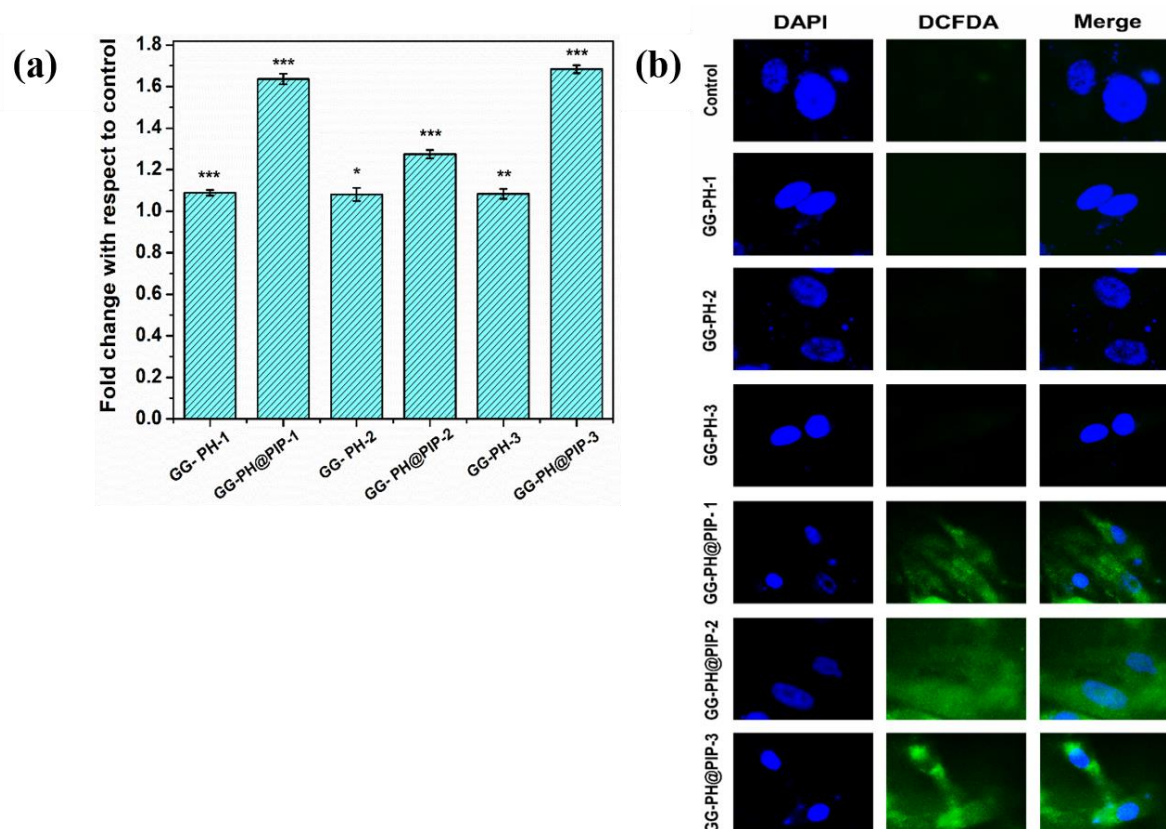 (a)
Fold change with respect to control
1.8
1.6
1.4
1.2
1.0
0.8
0.6
0.4
0.2
0.0
***
***
*
***
**
***
GG- PH-1
GG-PH@PIP-1
GG- PH-2
GG- PH@PIP-2
GG-PH-3
GG-PH@PIP-3
(b)
DAPI DCFDA Merge
Control
GG-PH-1
GG-PH-2
GG-PH-3
GG-PH@PIP- 1
GG-PH@PIP-2
GG-PH@PIP-3